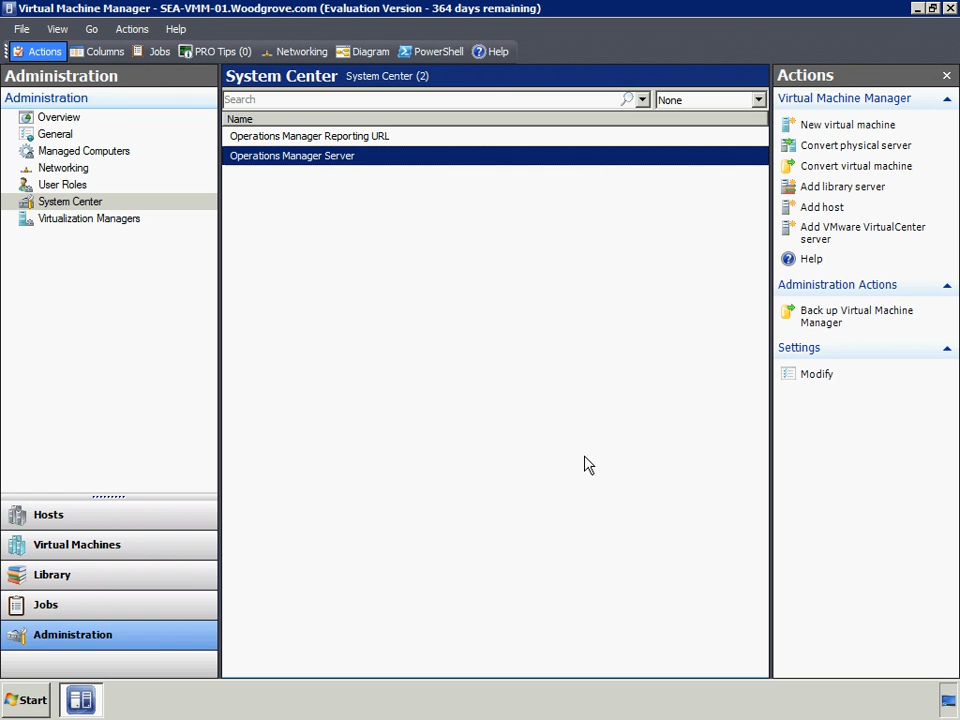 Virtual Machine Manager - SEA-VMM-01.Woodgrove.com (Evaluation Version - 364 days remaining)
File View Go Actions Help
Actions Columns Jobs PRO Tips (0) Networking Diagram PowerShell Help
Administration
Administration
Overview
General
Managed Computers
Networking
User Roles
System Center
Virtualization Managers
Hosts
Virtual Machines
Library
Jobs
Administration
System Center System Center (2)
Search None
Name
Operations Manager Reporting URL
Operations Manager Server
Actions
Virtual Machine Manager
New virtual machine
Convert physical server
Convert virtual machine
Add library server
Add host
Add VMware VirtualCenter
server
Help
Administration Actions
Back up Virtual Machine
Manager
Settings
Modify
Start